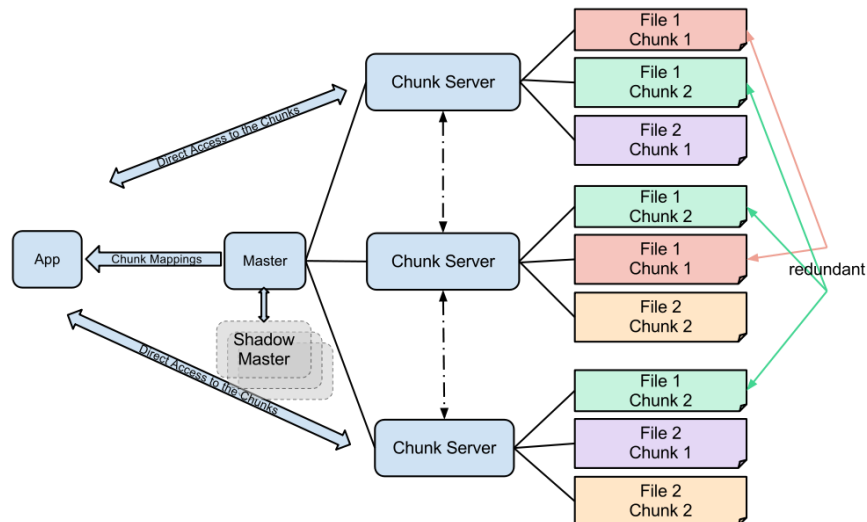 File 1
Chunk 1
Chunk Server
File 1
Chunk 2
File 2
Chunk 1
Direct Access to the Chunks
App
Chunk Mappings
Master
Shadow
Master
Chunk Server
File 1
Chunk 2
File 1
Chunk 1
File 2
Chunk 2
redundant
Direct Access to the Chunks
Chunk Server
File 1
Chunk 2
File 2
Chunk 1
File 2
Chunk 2